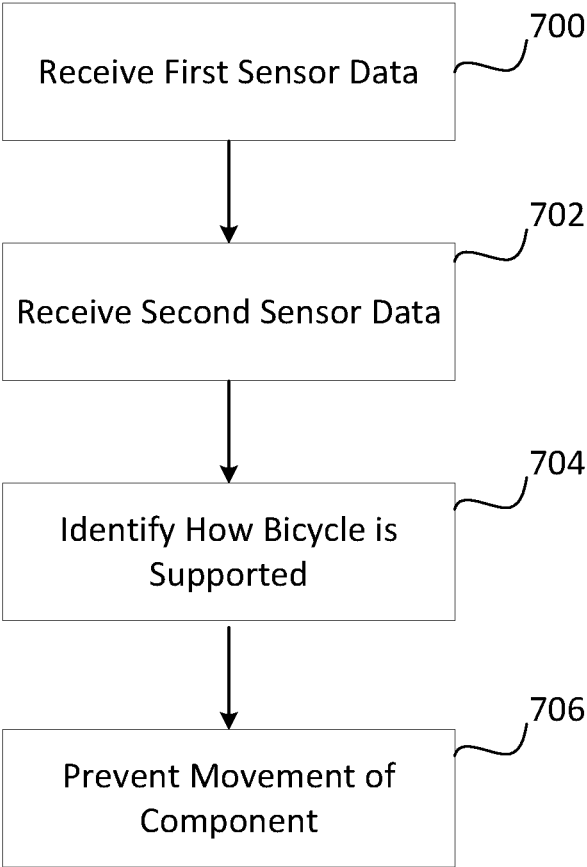 700
Receive First Sensor Data
702
Receive Second Sensor Data
704
Identify How Bicycle is
Supported
706
Prevent Movement of
Component